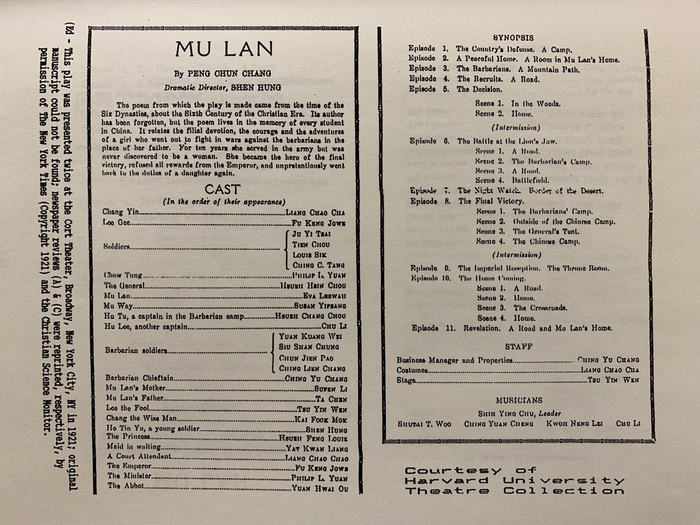 (Ed - This play was presented twice at the Cort Theater, Broadway, New York City, NY in 1921; original
manuscript could not be found; newspaper reviews (A) & (C) were reprinted, respectively, by
permission of The New York Times (Copyright 1921) and the Christian Science Monitor.
MU LAN
By PENG CHUN CHANG
Dramatic Director, SHEN HUNG
The poem from which the play is made came from the time of the
Six Dynasties, about the Sixth Century of the Christian Era. Its author
has been forgotten, but the poem lives in the memory of every student
in China. It relates the filial devotion, the courage and the adventures
of a girl who went out to fight in wars against the barbarians in the
place of her father. For ten years she served in the army but was
never discovered to be a woman. She became the hero of the final
victory, refused all rewards from the Emperor, and unpretentiously went
back to the duties of a daughter again.
CAST
(In the order of their appearance)
Chang Yin LIANG CHAO CHA
Loo Gee FU KENG JOWE
Soldiers JU YI TSAI
TIEN CHOU
LOUIS SIK
CHING C. TANG
Chow Tung PHILIP L. YUAN
The General HSUEH HSIN CHOU
Mu Lan EVA LEEWAH
Mu Way SUSAN YIPSANG
Hu Tu, a captain in the Barbarian camp HSUEH CHANG CHOU
Hu Lee, another captain CHU LI
Barbarian soldiers YUAN KUANG WEI
SIU SHAN CHUNG
CHUN JIEN PAO
CHING LIEN CHANG
Barbarian Chieftain CHING YU CHANG
Mu Lan's Mother SUFEN LI
Mu Lan's Father TA CHEN
Lee the Fool TSU YIN WEN
Chang the Wise Man KAI FOOK MOK
Ho Tin Yu, a young soldier SHEN HUNG
The Princess HSUEH FENG LOUIE
Maid in waiting YAT KWAN LIANG
A Court Attendant LIANG CHAO CHAO
The Emperor FU KENG JOWE
The Minister PHILIP L. YUAN
The Abbot YUAN HWAI OU
SYNOPSIS
Episode 1. The Country's Defense. A Camp.
Episode 2. A Peaceful Home. A Room in Mu Lan's Home.
Episode 3. The Barbarians. A Mountain Path.
Episode 4. The Recruits. A Road.
Episode 5. The Decision.
Scene 1. In the Woods.
Scene 2. Home.
(Intermission)
Episode 6. The Battle at the Lion's Jaw.
Scene 1. A Road.
Scene 2. The Barbarian's Camp.
Scene 3. A Road.
Scene 4. Battlefield.
Episode 7. The Night Watch. Border of the Desert.
Episode 8. The Final Victory.
Scene 1. The Barbarians' Camp.
Scene 2. Outside of the Chinese Camp.
Scene 3. The General's Tent.
Scene 4. The Chinese Camp.
(Intermission)
Episode 9. The Imperial Reception. The Throne Room.
Episode 10. The Home Coming.
Scene 1. A Road.
Scene 2. Home.
Scene 3. The Crossroads.
Scene 4. Home.
Episode 11. Revelation. A Road and Mu Lan's Home.
STAFF
Business Manager and Properties CHING YU CHANG
Costumes LIANG CHAO CHA
Stage TSU YIN WEN
MUSICIANS
SHIH YING CHU, Leader
SHUTAI T. WOO CHING YUAN CHENG KWON NENG LEI CHU LI
Courtesy of
Harvard University
Theatre Collection